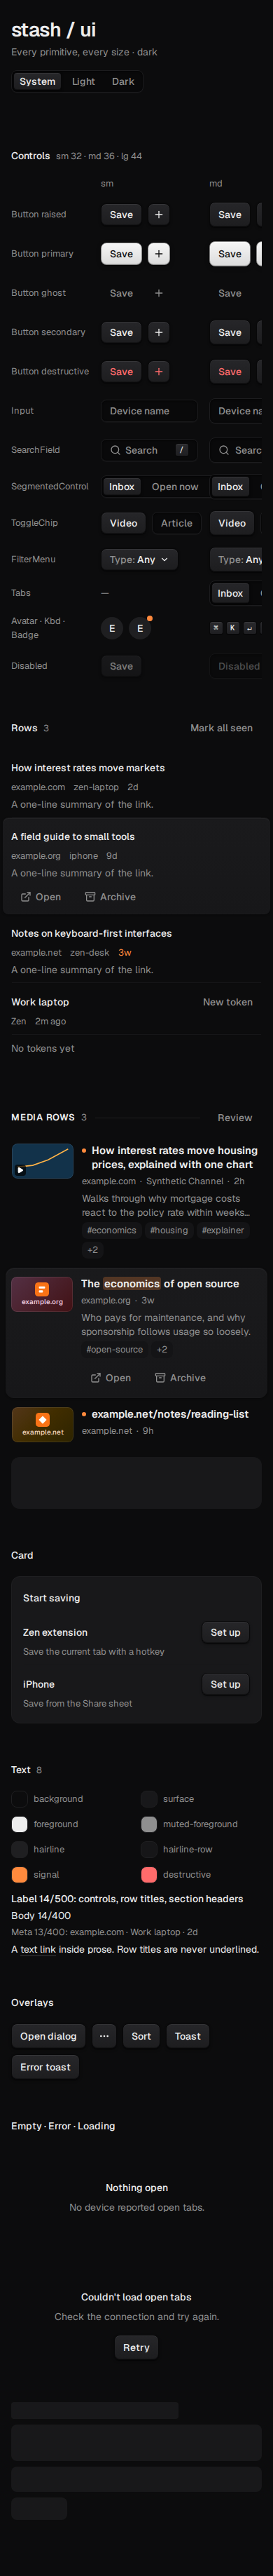 stash / ui
Every primitive, every size · dark
System Light Dark
Controls sm 32 · md 36 · lg 44
sm md
Button raised Save + Save
Button primary Save + Save
Button ghost Save + Save
Button secondary Save + Save
Button destructive Save + Save
Input Device name Device na
SearchField Search / Searc
SegmentedControl Inbox Open now Inbox
ToggleChip Video Article Video
FilterMenu Type: Any Type: Any
Tabs — Inbox
Avatar · Kbd · Badge E E ⌘ K ↵
Disabled Save Disabled
Rows 3 Mark all seen
How interest rates move markets
example.com zen-laptop 2d
A one-line summary of the link.
A field guide to small tools
example.org iphone 9d
A one-line summary of the link.
Open Archive
Notes on keyboard-first interfaces
example.net zen-desk 3w
A one-line summary of the link.
Work laptop New token
Zen 2m ago
No tokens yet
MEDIA ROWS 3 Review
How interest rates move housing
prices, explained with one chart
example.com · Synthetic Channel · 2h
Walks through why mortgage costs
react to the policy rate within weeks...
#economics #housing #explainer
+2
example.org
The economics of open source
example.org · 3w
Who pays for maintenance, and why
sponsorship follows usage so loosely.
#open-source +2
Open Archive
example.net
example.net/notes/reading-list
example.net · 9h
Card
Start saving
Zen extension Set up
Save the current tab with a hotkey
iPhone Set up
Save from the Share sheet
Text 8
background surface
foreground muted-foreground
hairline hairline-row
signal destructive
Label 14/500: controls, row titles, section headers
Body 14/400
Meta 13/400: example.com · Work laptop · 2d
A text link inside prose. Row titles are never underlined.
Overlays
Open dialog ··· Sort Toast
Error toast
Empty · Error · Loading
Nothing open
No device reported open tabs.
Couldn't load open tabs
Check the connection and try again.
Retry